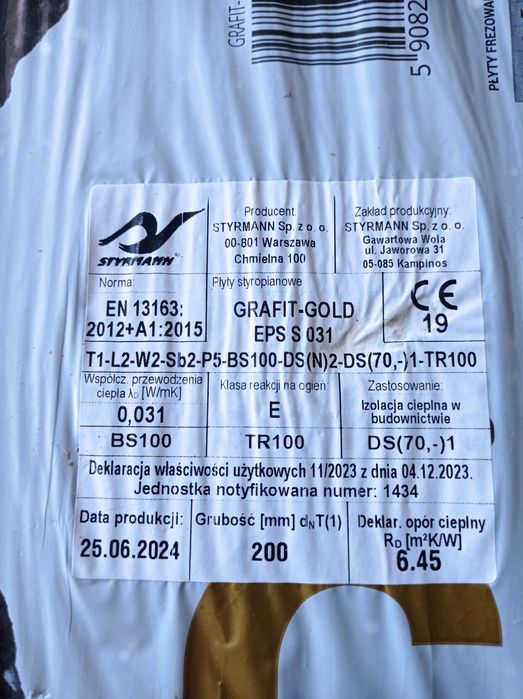 GRAFIT-
5 9082
PŁYTY FREZOWA
STYRMANN
Producent:
STYRMANN Sp. z o. o.
00-801 Warszawa
Chmielna 100
Zakład produkcyjny:
STYRMANN Sp. z o. o.
Gawartowa Wola
ul. Jaworowa 31
05-085 Kampinos
Norma:
EN 13163:
2012+A1:2015
Płyty styropianowe:
GRAFIT-GOLD
EPS S 031
CE
19
T1-L2-W2-Sb2-P5-BS100-DS(N)2-DS(70,-)1-TR100
Współcz. przewodzenia
ciepła λD [W/mK]
0,031
Klasa reakcji na ogień:
E
Zastosowanie:
Izolacja cieplna w
budownictwie
BS100
TR100
DS(70,-)1
Deklaracja właściwości użytkowych 11/2023 z dnia 04.12.2023.
Jednostka notyfikowana numer: 1434
Data produkcji:
25.06.2024
Grubość [mm] dNT(1)
200
Deklar. opór cieplny
RD [m²K/W]
6.45